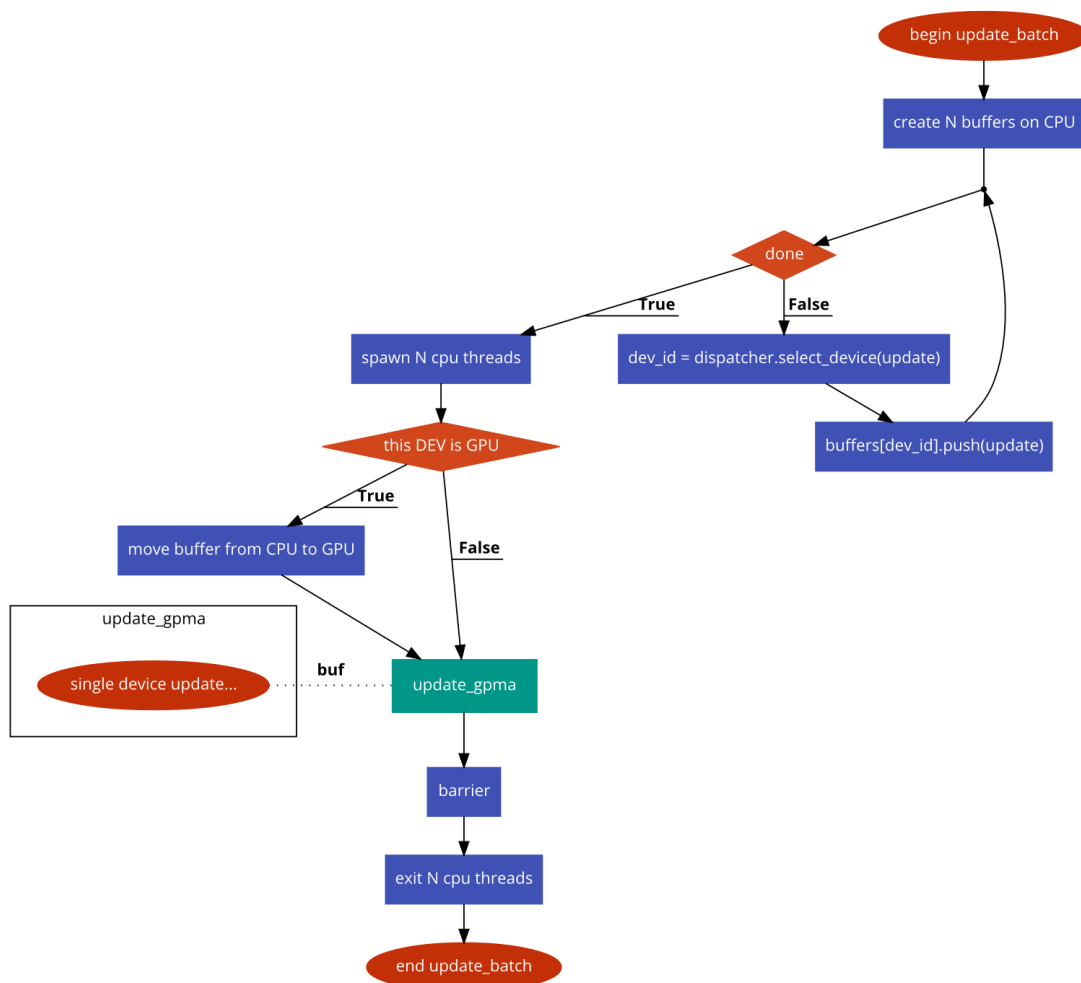 begin update_batch
create N buffers on CPU
done
True
False
spawn N cpu threads
dev_id = dispatcher.select_device(update)
this DEV is GPU
buffers[dev_id].push(update)
True
move buffer from CPU to GPU
False
update_gpma
single device update...
buf
update_gpma
barrier
exit N cpu threads
end update_batch